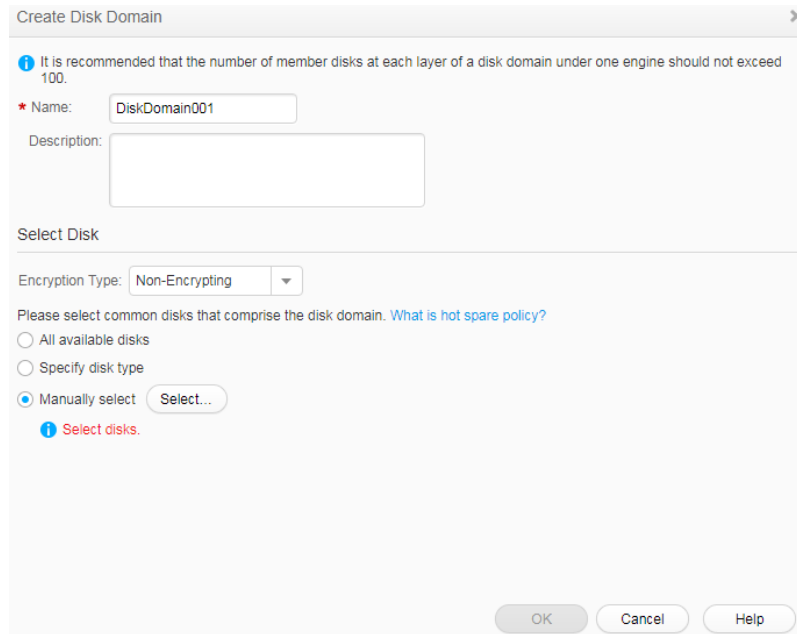 Create Disk Domain
It is recommended that the number of member disks at each layer of a disk domain under one engine should not exceed
100.
* Name: DiskDomain001
Description:
Select Disk
Encryption Type: Non-Encrypting
Please select common disks that comprise the disk domain. What is hot spare policy?
All available disks
Specify disk type
Manually select Select...
Select disks.
OK Cancel Help